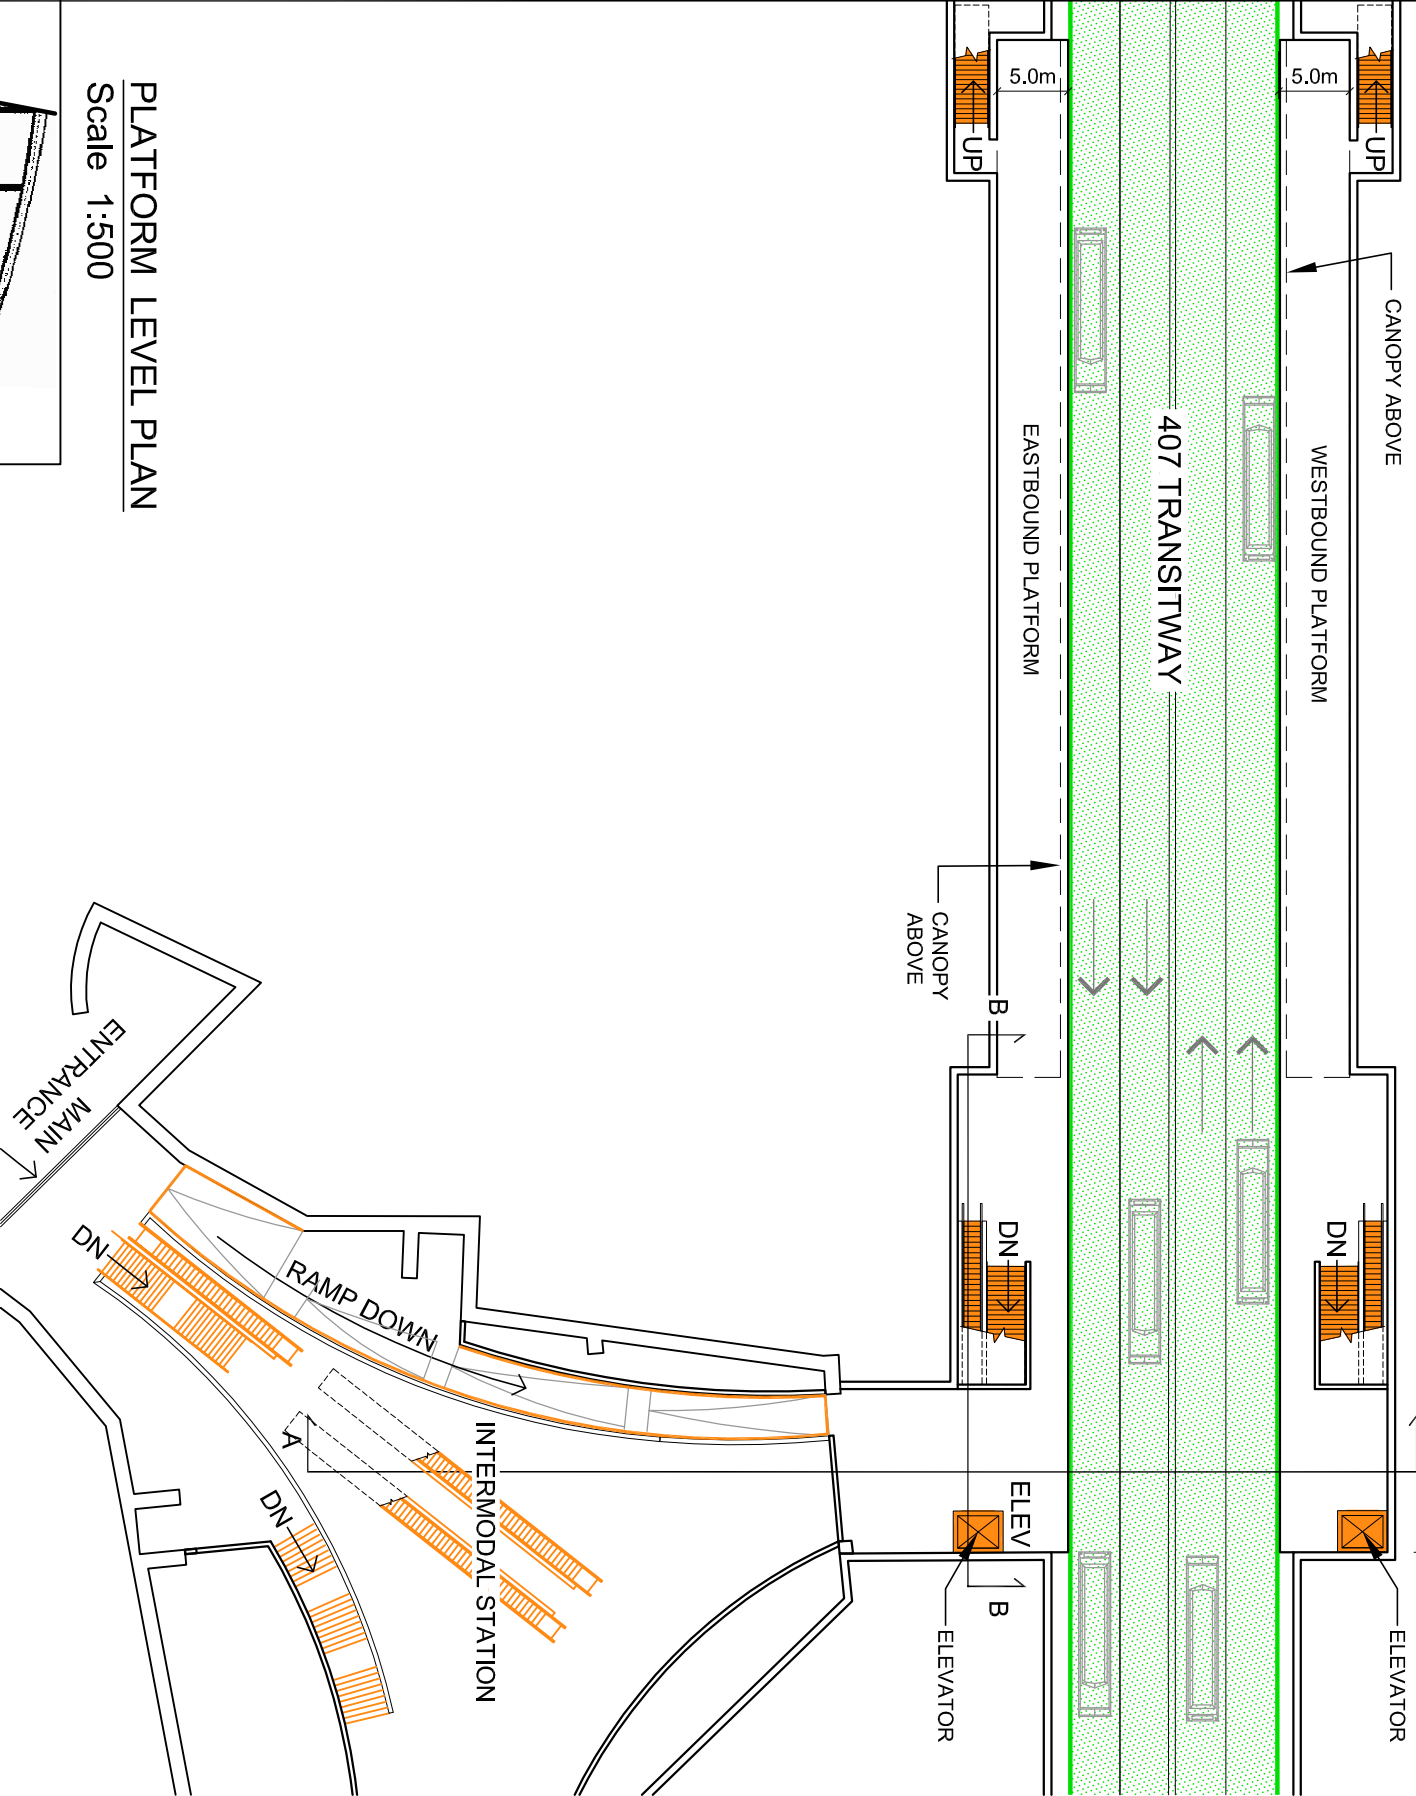 UP
5.0m
5.0m
UP
CANOPY ABOVE
WESTBOUND PLATFORM
407 TRANSITWAY
EASTBOUND PLATFORM
CANOPY
ABOVE
B
DN
DN
ELEV
ELEVATOR
ELEVATOR
B
PLATFORM LEVEL PLAN
Scale 1:500
MAIN
ENTRANCE
DN
RAMP DOWN
INTERMODAL STATION
A
DN